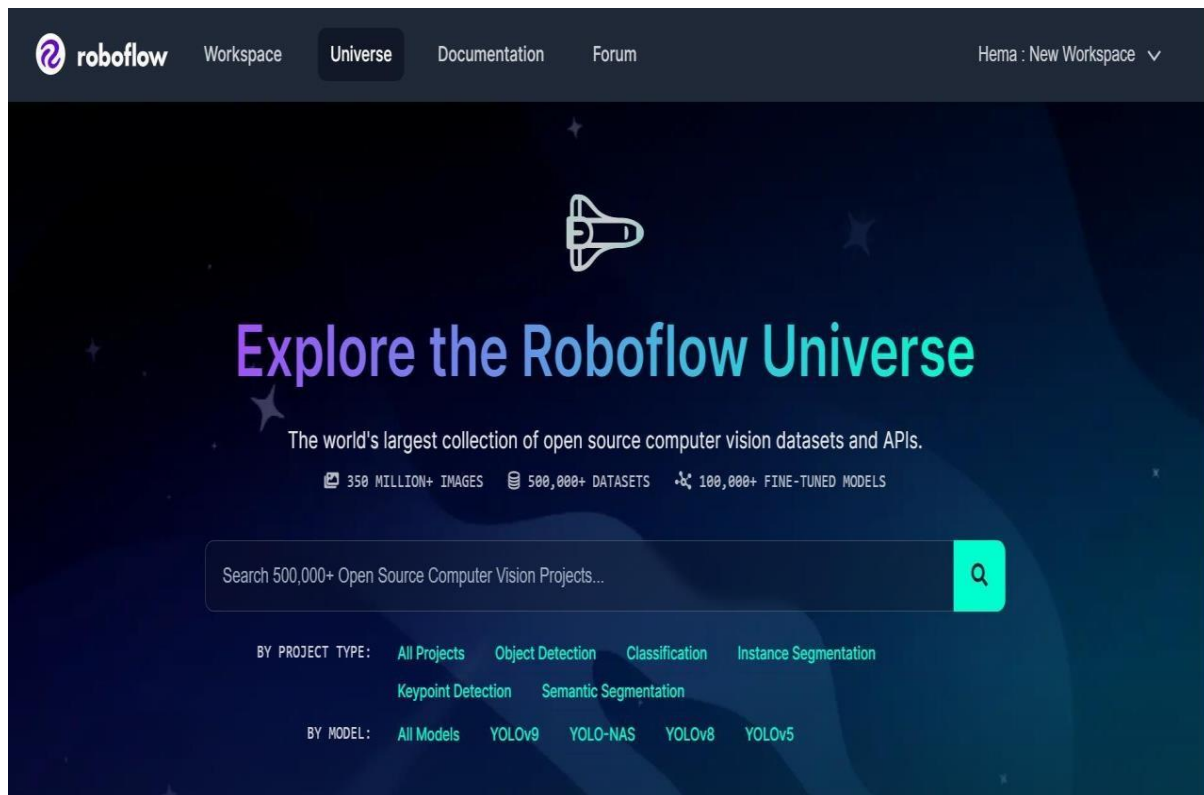 roboflow Workspace Universe Documentation Forum Hema : New Workspace
Explore the Roboflow Universe
The world's largest collection of open source computer vision datasets and APIs.
350 MILLION+ IMAGES 500,000+ DATASETS 100,000+ FINE-TUNED MODELS
Search 500,000+ Open Source Computer Vision Projects...
BY PROJECT TYPE: All Projects Object Detection Classification Instance Segmentation
Keypoint Detection Semantic Segmentation
BY MODEL: All Models YOLOv9 YOLO-NAS YOLOv8 YOLOv5